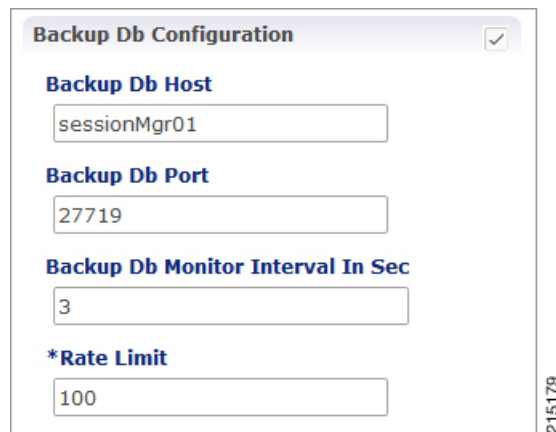 Backup Db Configuration
Backup Db Host
sessionMgr01
Backup Db Port
27719
Backup Db Monitor Interval In Sec
3
*Rate Limit
100
215179